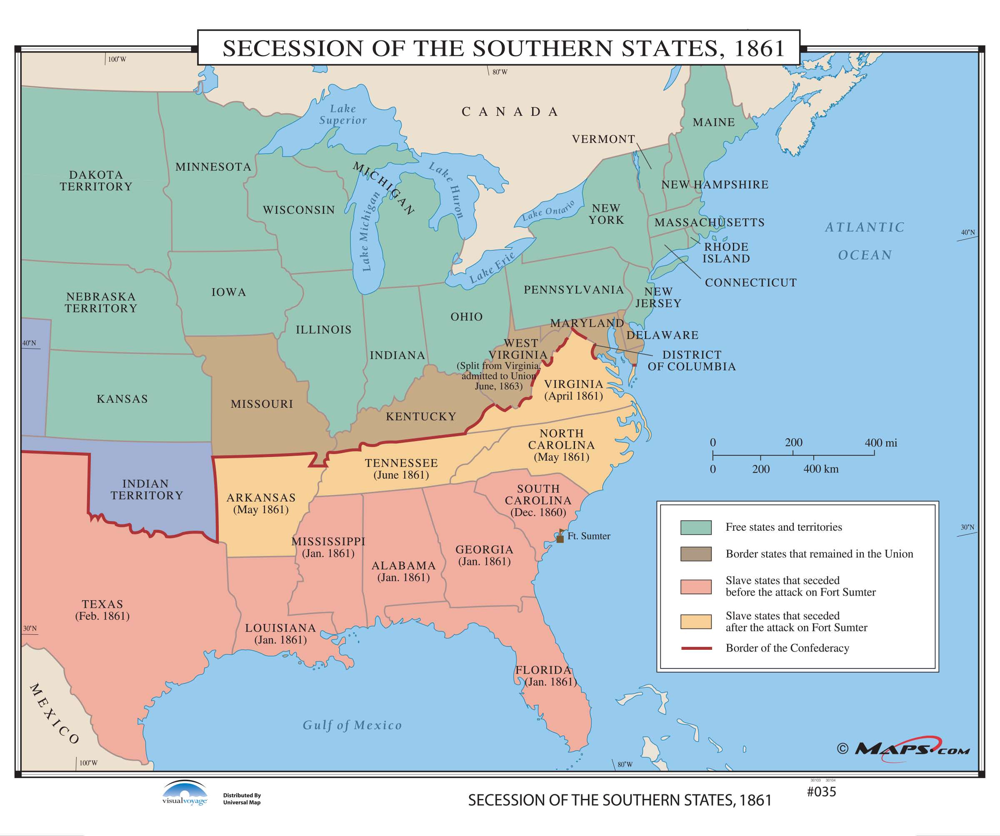 SECESSION OF THE SOUTHERN STATES, 1861
100°W
80°W
CANADA
Lake
Superior
MAINE
VERMONT
DAKOTA
TERRITORY
MINNESOTA
MICHIGAN
Lake Huron
NEW HAMPSHIRE
WISCONSIN
Lake Michigan
Lake Ontario
NEW
YORK
MASSACHUSETTS
ATLANTIC
OCEAN
40°N
RHODE
ISLAND
Lake Erie
CONNECTICUT
NEBRASKA
TERRITORY
IOWA
PENNSYLVANIA
NEW
JERSEY
OHIO
ILLINOIS
MARYLAND
DELAWARE
40°N
INDIANA
WEST
VIRGINIA
(Split from Virginia,
admitted to Union
June, 1863)
DISTRICT
OF COLUMBIA
VIRGINIA
(April 1861)
KANSAS
MISSOURI
KENTUCKY
NORTH
CAROLINA
(May 1861)
0 200 400 mi
0 200 400 km
TENNESSEE
(June 1861)
INDIAN
TERRITORY
ARKANSAS
(May 1861)
SOUTH
CAROLINA
(Dec. 1860)
Ft. Sumter
30°N
MISSISSIPPI
(Jan. 1861)
ALABAMA
(Jan. 1861)
GEORGIA
(Jan. 1861)
TEXAS
(Feb. 1861)
30°N
LOUISIANA
(Jan. 1861)
FLORIDA
(Jan. 1861)
MEXICO
Gulf of Mexico
100°W
80°W
Free states and territories
Border states that remained in the Union
Slave states that seceded
before the attack on Fort Sumter
Slave states that seceded
after the attack on Fort Sumter
Border of the Confederacy
© MAPS.COM
30103 30104
visualvoyage
Distributed By
Universal Map
SECESSION OF THE SOUTHERN STATES, 1861
#035